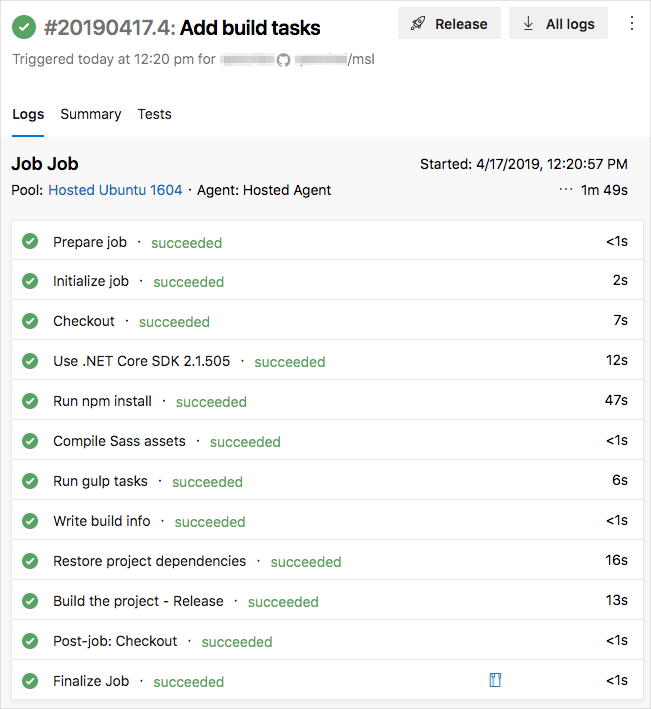 #20190417.4: Add build tasks
Release
All logs
Triggered today at 12:20 pm for /msl
Logs Summary Tests
Job Job
Started: 4/17/2019, 12:20:57 PM
Pool: Hosted Ubuntu 1604 · Agent: Hosted Agent
··· 1m 49s
Prepare job · succeeded <1s
Initialize job · succeeded 2s
Checkout · succeeded 7s
Use .NET Core SDK 2.1.505 · succeeded 12s
Run npm install · succeeded 47s
Compile Sass assets · succeeded <1s
Run gulp tasks · succeeded 6s
Write build info · succeeded <1s
Restore project dependencies · succeeded 16s
Build the project - Release · succeeded 13s
Post-job: Checkout · succeeded <1s
Finalize Job · succeeded <1s